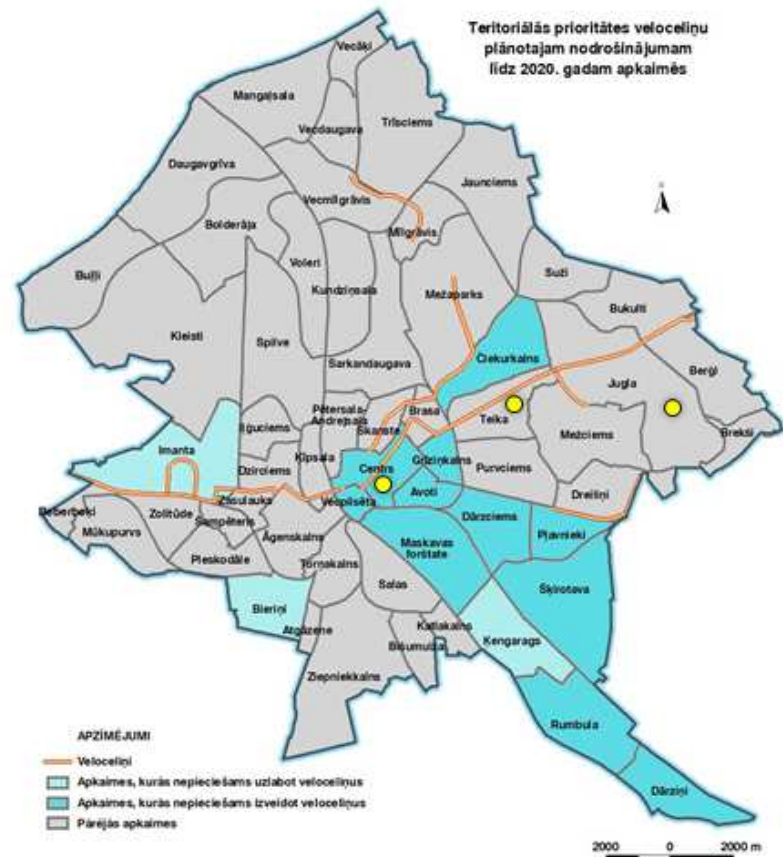 Teritoriālās prioritātes veloceliņu
plānotajam nodrošinājumam
līdz 2020. gadam apkaimēs
Vecāķi
Mangaļsala
Vecdaugava
Trīsciems
Daugavgrīva
Jaunciems
Vecmīlgrāvis
Bolderāja
Mīlgrāvis
Voleri
Buļļi
Suži
Kundziņsala
Mežaparks
Bukulti
Kleisti
Spilve
Ciekurkalns
Sarkandaugava
Berģi
Jugla
Pētersala-
Andrejsala
Brasa
Skanste
Teika
Iļģuciems
Mežciems
Brekši
Imanta
Ķīpsala
Grīziņkalns
Dzirciems
Centrs
Purvciems
Avoti
Dreiliņi
Zasulauks
Vecpilsēta
Beberbeķi
Zolitūde
Sampēteris
Dārzciems
Mūkupurvs
Āgenskalns
Pļavnieki
Maskavas
forštate
Pleskodāle
Torņakalns
Salas
Šķirotava
Bieriņi
Atgāzene
Katlakalns
Ķengarags
Bišumuiža
Ziepniekkalns
Rumbula
Dārziņi
APZĪMĒJUMI
Veloceliņi
Apkaimes, kurās nepieciešams uzlabot veloceliņus
Apkaimes, kurās nepieciešams izveidot veloceliņus
Pārējās apkaimes
2000 0 2000 m